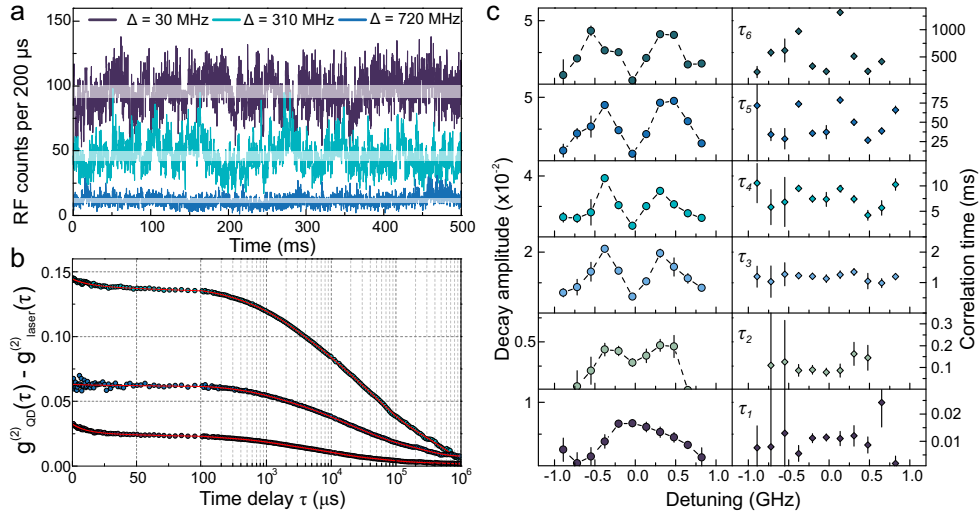 a
Δ = 30 MHz Δ = 310 MHz Δ = 720 MHz
RF counts per 200 μs
150
100
50
0
0 50 100 150 200 250 300 350 400 450 500
Time (ms)
b
g⁽²⁾QD(τ) - g⁽²⁾laser(τ)
0.15
0.10
0.05
0.00
0 50 100 10³ 10⁴ 10⁵ 10⁶
Time delay τ (μs)
c
Decay amplitude (x10⁻²)
5
5
4
2
0.5
1
τ₆
τ₅
τ₄
τ₃
τ₂
τ₁
1000
500
75
50
25
10
5
2
1
0.3
0.2
0.1
0.02
0.01
Correlation time (ms)
-1.0 -0.5 0.0 0.5 1.0 -1.0 -0.5 0.0 0.5 1.0
Detuning (GHz)